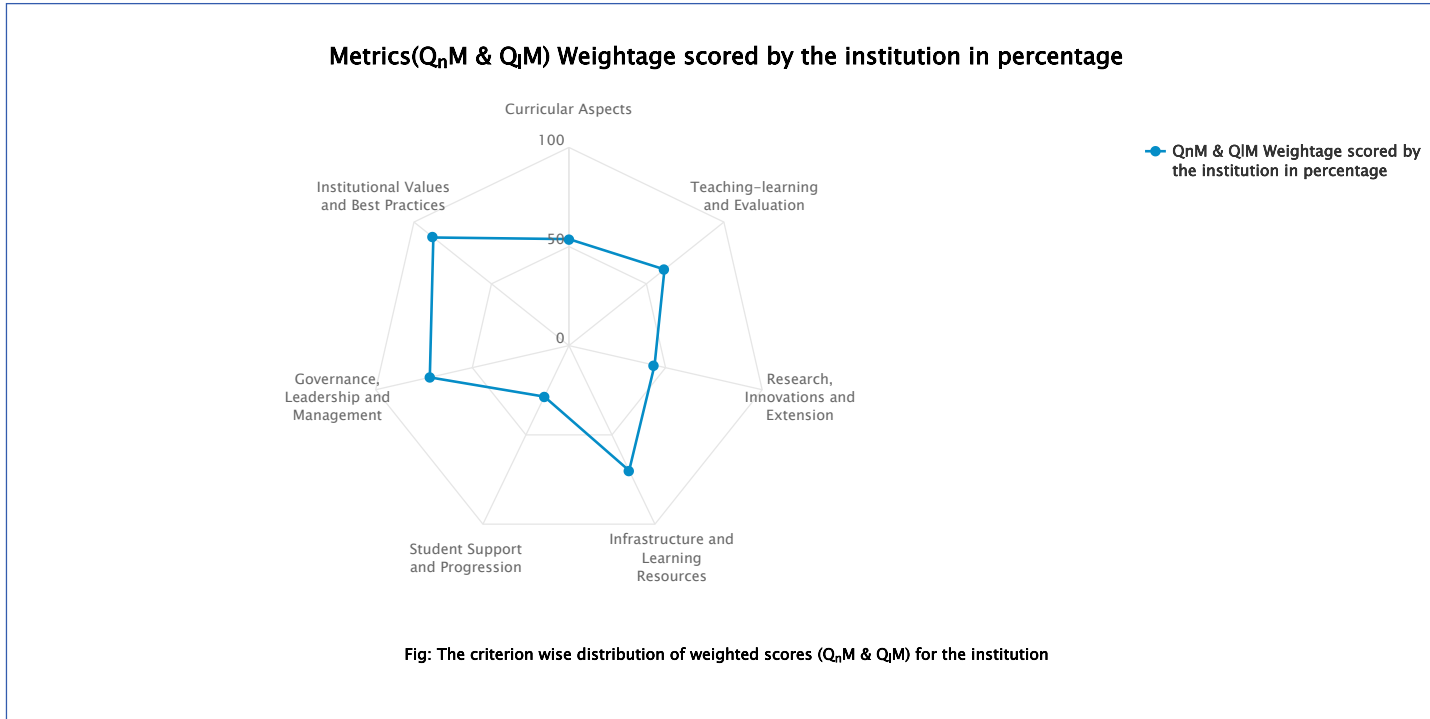 Metrics(QnM & QlM) Weightage scored by the institution in percentage
Curricular Aspects
100
50
0
Teaching-learning
and Evaluation
Research,
Innovations and
Extension
Infrastructure and
Learning
Resources
Student Support
and Progression
Governance,
Leadership and
Management
Institutional Values
and Best Practices
QnM & QlM Weightage scored by
the institution in percentage
Fig: The criterion wise distribution of weighted scores (QnM & QlM) for the institution